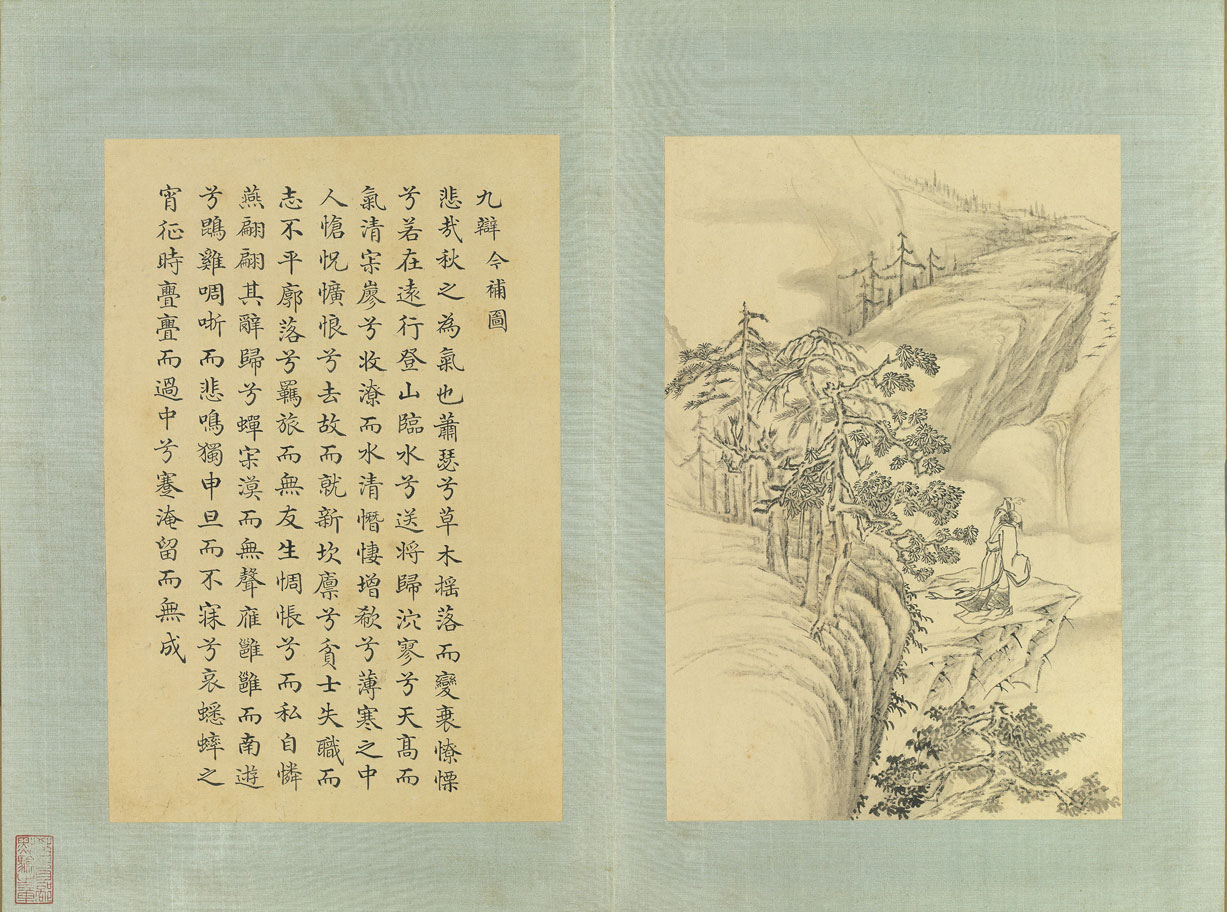 九辯今補圖
悲哉秋之為氣也蕭瑟兮草木揺落而變衰憭慄
兮若在遠行登山臨水兮送將歸泬寥兮天髙而
氣清寂廖兮收潦而水清憯悽增欷兮薄寒之中
人愴怳懭悢兮去故而就新坎廪兮貧士失職而
志不平廓落兮羈旅而無友生惆悵兮而私自憐
燕翩翩其辭歸兮蟬寂漠而無聲雁雝雝而南遊
兮鵾雞啁哳而悲鳴獨申旦而不寐兮哀蟋蟀之
宵征時亹亹而過中兮蹇淹留而無成